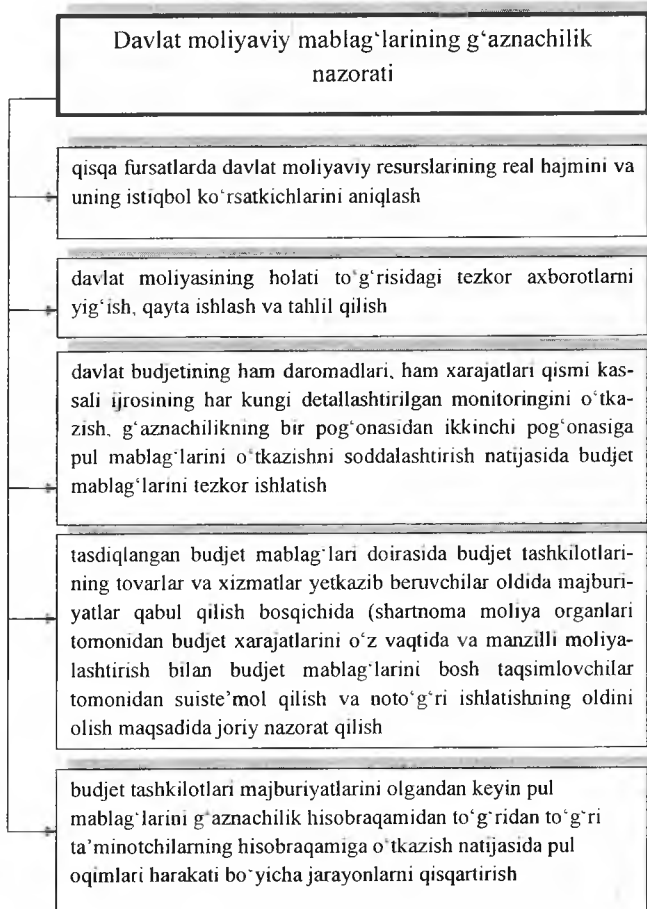 Davlat moliyaviy mablag‘larining g‘aznachilik
nazorati
qisqa fursatlarda davlat moliyaviy resurslarining real hajmini va
uning istiqbol ko‘rsatkichlarini aniqlash
davlat moliyasining holati to‘g‘risidagi tezkor axborotlarni
yig‘ish, qayta ishlash va tahlil qilish
davlat budjetining ham daromadlari, ham xarajatlari qismi kas-
sali ijrosining har kungi detallashtirilgan monitoringini o‘tka-
zish, g‘aznachilikning bir pog‘onasidan ikkinchi pog‘onasiga
pul mablag‘larini o‘tkazishni soddalashtirish natijasida budjet
mablag‘larini tezkor ishlatish
tasdiqlangan budjet mablag‘lari doirasida budjet tashkilotlari-
ning tovarlar va xizmatlar yetkazib beruvchilar oldida majburi-
yatlar qabul qilish bosqichida (shartnoma moliya organlari
tomonidan budjet xarajatlarini o‘z vaqtida va manzilli moliya-
lashtirish bilan budjet mablag‘larini bosh taqsimlovchilar
tomonidan suiste’mol qilish va noto‘g‘ri ishlatishning oldini
olish maqsadida joriy nazorat qilish
budjet tashkilotlari majburiyatlarini olgandan keyin pul
mablag‘larini g‘aznachilik hisobraqamidan to‘g‘ridan to‘g‘ri
ta’minotchilarning hisobraqamiga o‘tkazish natijasida pul
oqimlari harakati bo‘yicha jarayonlarni qisqartirish